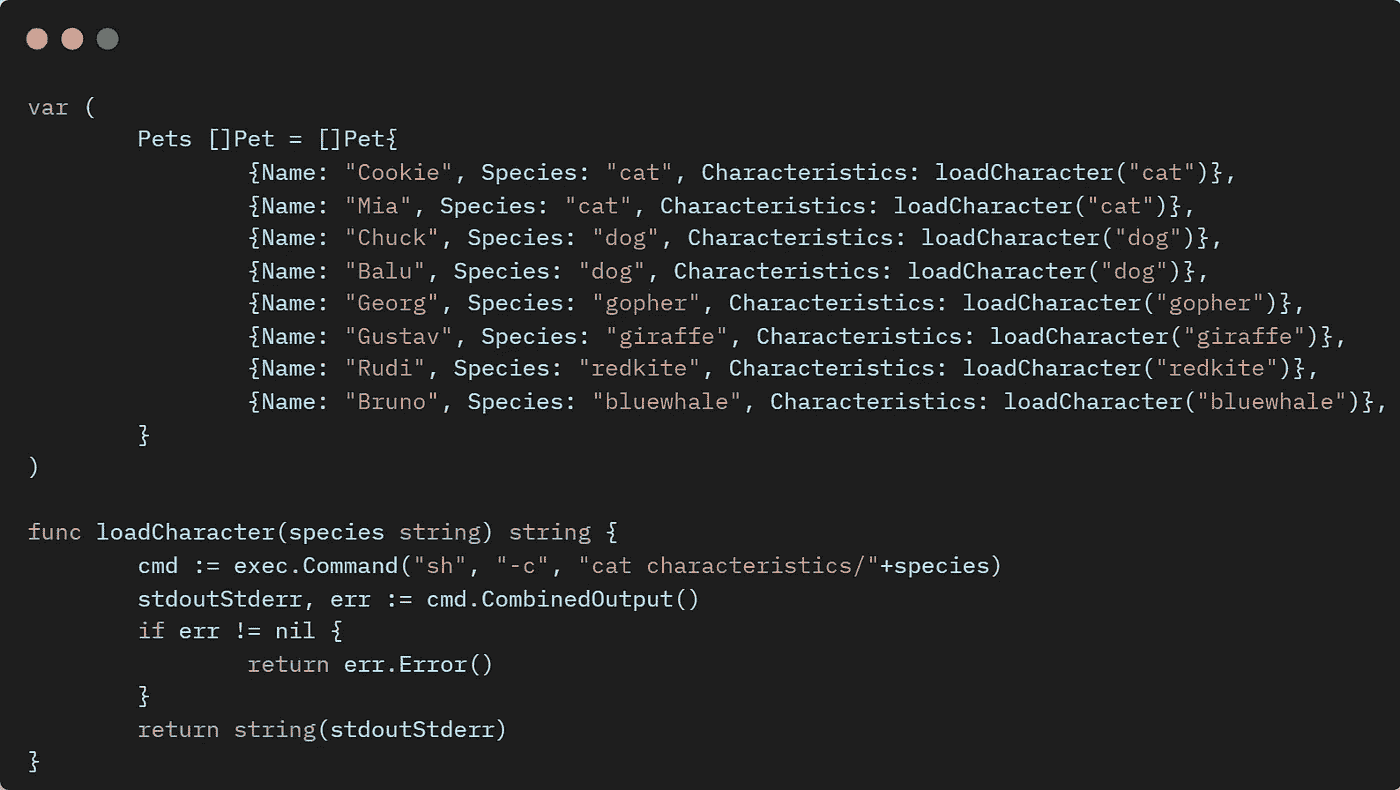 var (
        Pets []Pet = []Pet{
                {Name: "Cookie", Species: "cat", Characteristics: loadCharacter("cat")},
                {Name: "Mia", Species: "cat", Characteristics: loadCharacter("cat")},
                {Name: "Chuck", Species: "dog", Characteristics: loadCharacter("dog")},
                {Name: "Balu", Species: "dog", Characteristics: loadCharacter("dog")},
                {Name: "Georg", Species: "gopher", Characteristics: loadCharacter("gopher")},
                {Name: "Gustav", Species: "giraffe", Characteristics: loadCharacter("giraffe")},
                {Name: "Rudi", Species: "redkite", Characteristics: loadCharacter("redkite")},
                {Name: "Bruno", Species: "bluewhale", Characteristics: loadCharacter("bluewhale")},
        }
)

func loadCharacter(species string) string {
        cmd := exec.Command("sh", "-c", "cat characteristics/"+species)
        stdoutStderr, err := cmd.CombinedOutput()
        if err != nil {
                return err.Error()
        }
        return string(stdoutStderr)
}